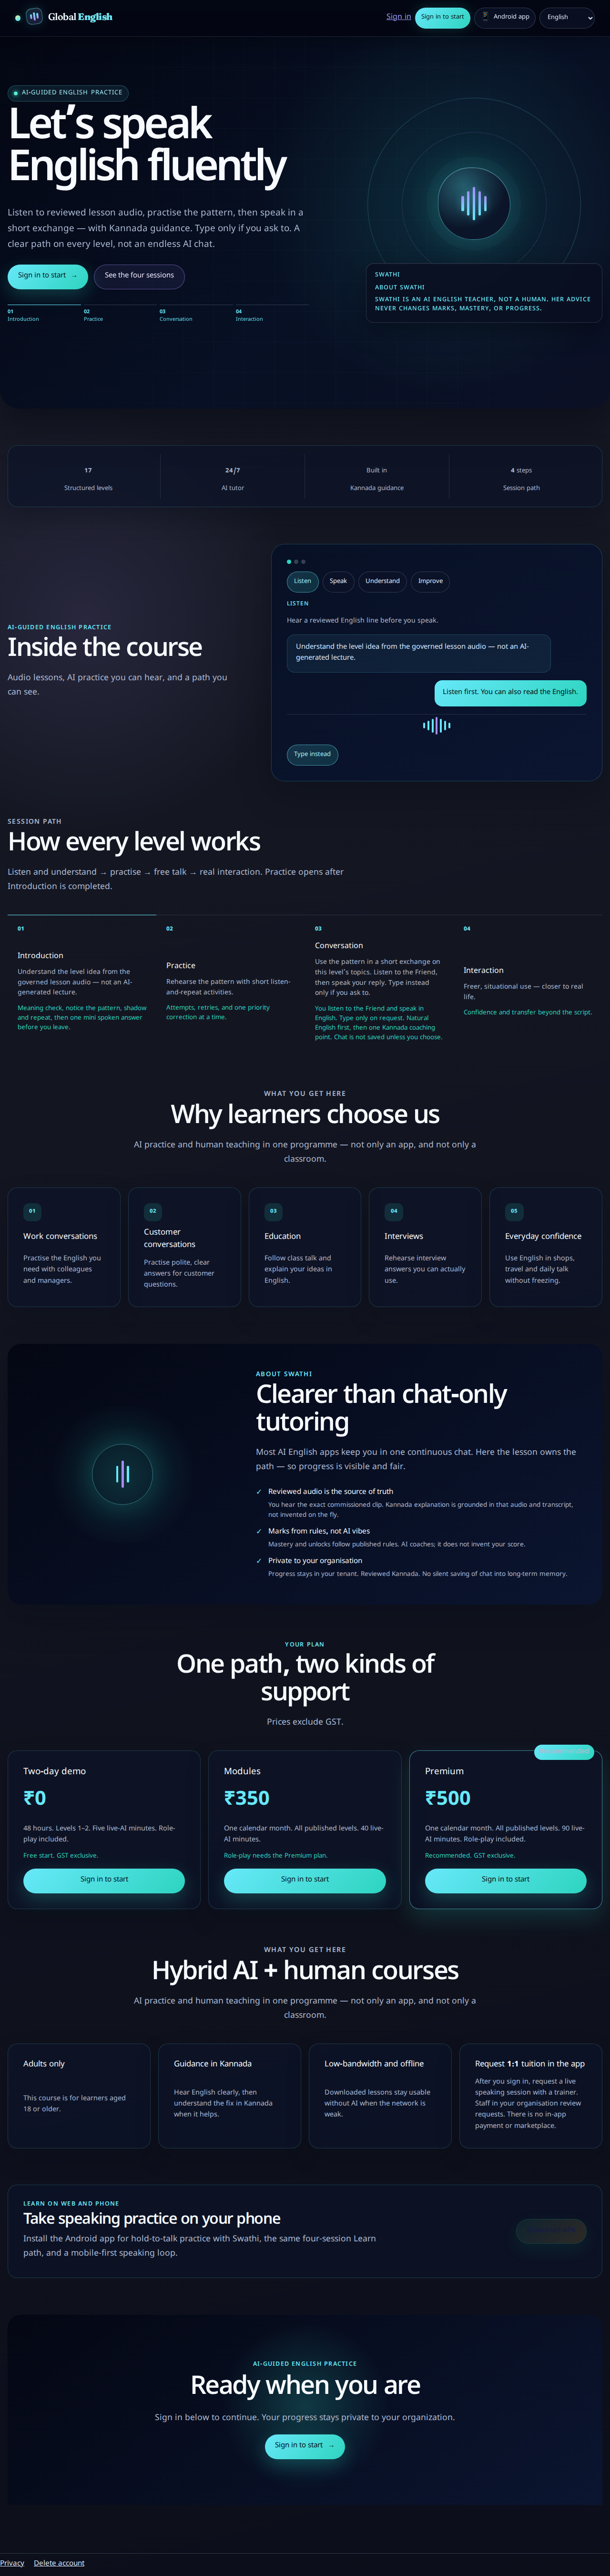 Global English
Sign in
Sign in to start
Android app
English
AI-GUIDED ENGLISH PRACTICE
Let's speak
English fluently
Listen to reviewed lesson audio, practise the pattern, then speak in a
short exchange — with Kannada guidance. Type only if you ask to. A
clear path on every level, not an endless AI chat.
Sign in to start →
See the four sessions
01
Introduction
02
Practice
03
Conversation
04
Interaction
SWATHI
ABOUT SWATHI
SWATHI IS AN AI ENGLISH TEACHER, NOT A HUMAN. HER ADVICE
NEVER CHANGES MARKS, MASTERY, OR PROGRESS.
17
Structured levels
24/7
AI tutor
Built in
Kannada guidance
4 steps
Session path
AI-GUIDED ENGLISH PRACTICE
Inside the course
Audio lessons, AI practice you can hear, and a path you
can see.
Listen
Speak
Understand
Improve
LISTEN
Hear a reviewed English line before you speak.
Understand the level idea from the governed lesson audio — not an AI-
generated lecture.
Listen first. You can also read the English.
Type instead
SESSION PATH
How every level works
Listen and understand → practise → free talk → real interaction. Practice opens after
Introduction is completed.
01
Introduction
Understand the level idea from the
governed lesson audio — not an AI-
generated lecture.
Meaning check, notice the pattern, shadow
and repeat, then one mini spoken answer
before you leave.
02
Practice
Rehearse the pattern with short listen-
and-repeat activities.
Attempts, retries, and one priority
correction at a time.
03
Conversation
Use the pattern in a short exchange on
this level's topics. Listen to the Friend,
then speak your reply. Type instead
only if you ask to.
You listen to the Friend and speak in
English. Type only on request. Natural
English first, then one Kannada coaching
point. Chat is not saved unless you choose.
04
Interaction
Freer, situational use — closer to real
life.
Confidence and transfer beyond the script.
WHAT YOU GET HERE
Why learners choose us
AI practice and human teaching in one programme — not only an app, and not only a
classroom.
01
Work conversations
Practise the English you
need with colleagues
and managers.
02
Customer
conversations
Practise polite, clear
answers for customer
questions.
03
Education
Follow class talk and
explain your ideas in
English.
04
Interviews
Rehearse interview
answers you can actually
use.
05
Everyday confidence
Use English in shops,
travel and daily talk
without freezing.
ABOUT SWATHI
Clearer than chat-only
tutoring
Most AI English apps keep you in one continuous chat. Here the lesson owns the
path — so progress is visible and fair.
✓ Reviewed audio is the source of truth
You hear the exact commissioned clip. Kannada explanation is grounded in that audio and transcript,
not invented on the fly.
✓ Marks from rules, not AI vibes
Mastery and unlocks follow published rules. AI coaches; it does not invent your score.
✓ Private to your organisation
Progress stays in your tenant. Reviewed Kannada. No silent saving of chat into long-term memory.
YOUR PLAN
One path, two kinds of
support
Prices exclude GST.
Two-day demo
₹0
48 hours. Levels 1–2. Five live-AI minutes. Role-
play included.
Free start. GST exclusive.
Sign in to start
Modules
₹350
One calendar month. All published levels. 40 live-
AI minutes.
Role-play needs the Premium plan.
Sign in to start
Premium
₹500
One calendar month. All published levels. 90 live-
AI minutes. Role-play included.
Recommended. GST exclusive.
Sign in to start
WHAT YOU GET HERE
Hybrid AI + human courses
AI practice and human teaching in one programme — not only an app, and not only a
classroom.
Adults only
This course is for learners aged
18 or older.
Guidance in Kannada
Hear English clearly, then
understand the fix in Kannada
when it helps.
Low-bandwidth and offline
Downloaded lessons stay usable
without AI when the network is
weak.
Request 1:1 tuition in the app
After you sign in, request a live
speaking session with a trainer.
Staff in your organisation review
requests. There is no in-app
payment or marketplace.
LEARN ON WEB AND PHONE
Take speaking practice on your phone
Install the Android app for hold-to-talk practice with Swathi, the same four-session Learn
path, and a mobile-first speaking loop.
AI-GUIDED ENGLISH PRACTICE
Ready when you are
Sign in below to continue. Your progress stays private to your organization.
Sign in to start →
Privacy
Delete account